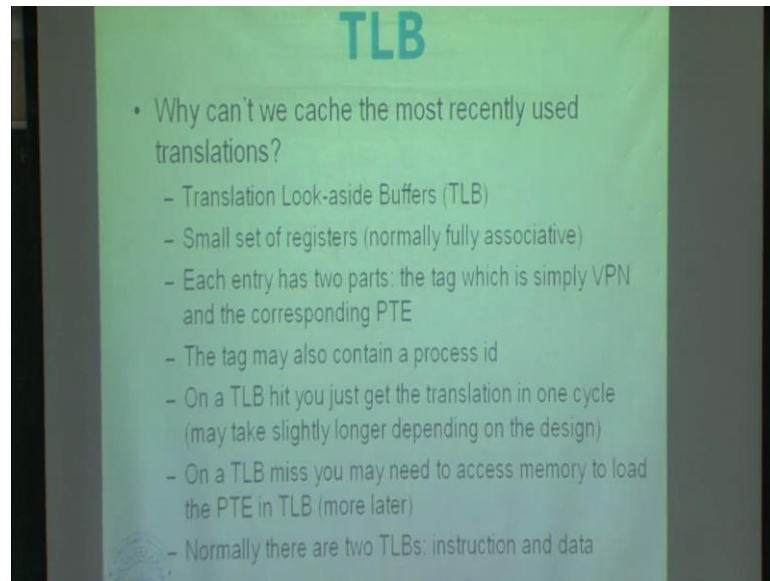 TLB
• Why can't we cache the most recently used
translations?
– Translation Look-aside Buffers (TLB)
– Small set of registers (normally fully associative)
– Each entry has two parts: the tag which is simply VPN
and the corresponding PTE
– The tag may also contain a process id
– On a TLB hit you just get the translation in one cycle
(may take slightly longer depending on the design)
– On a TLB miss you may need to access memory to load
the PTE in TLB (more later)
– Normally there are two TLBs: instruction and data